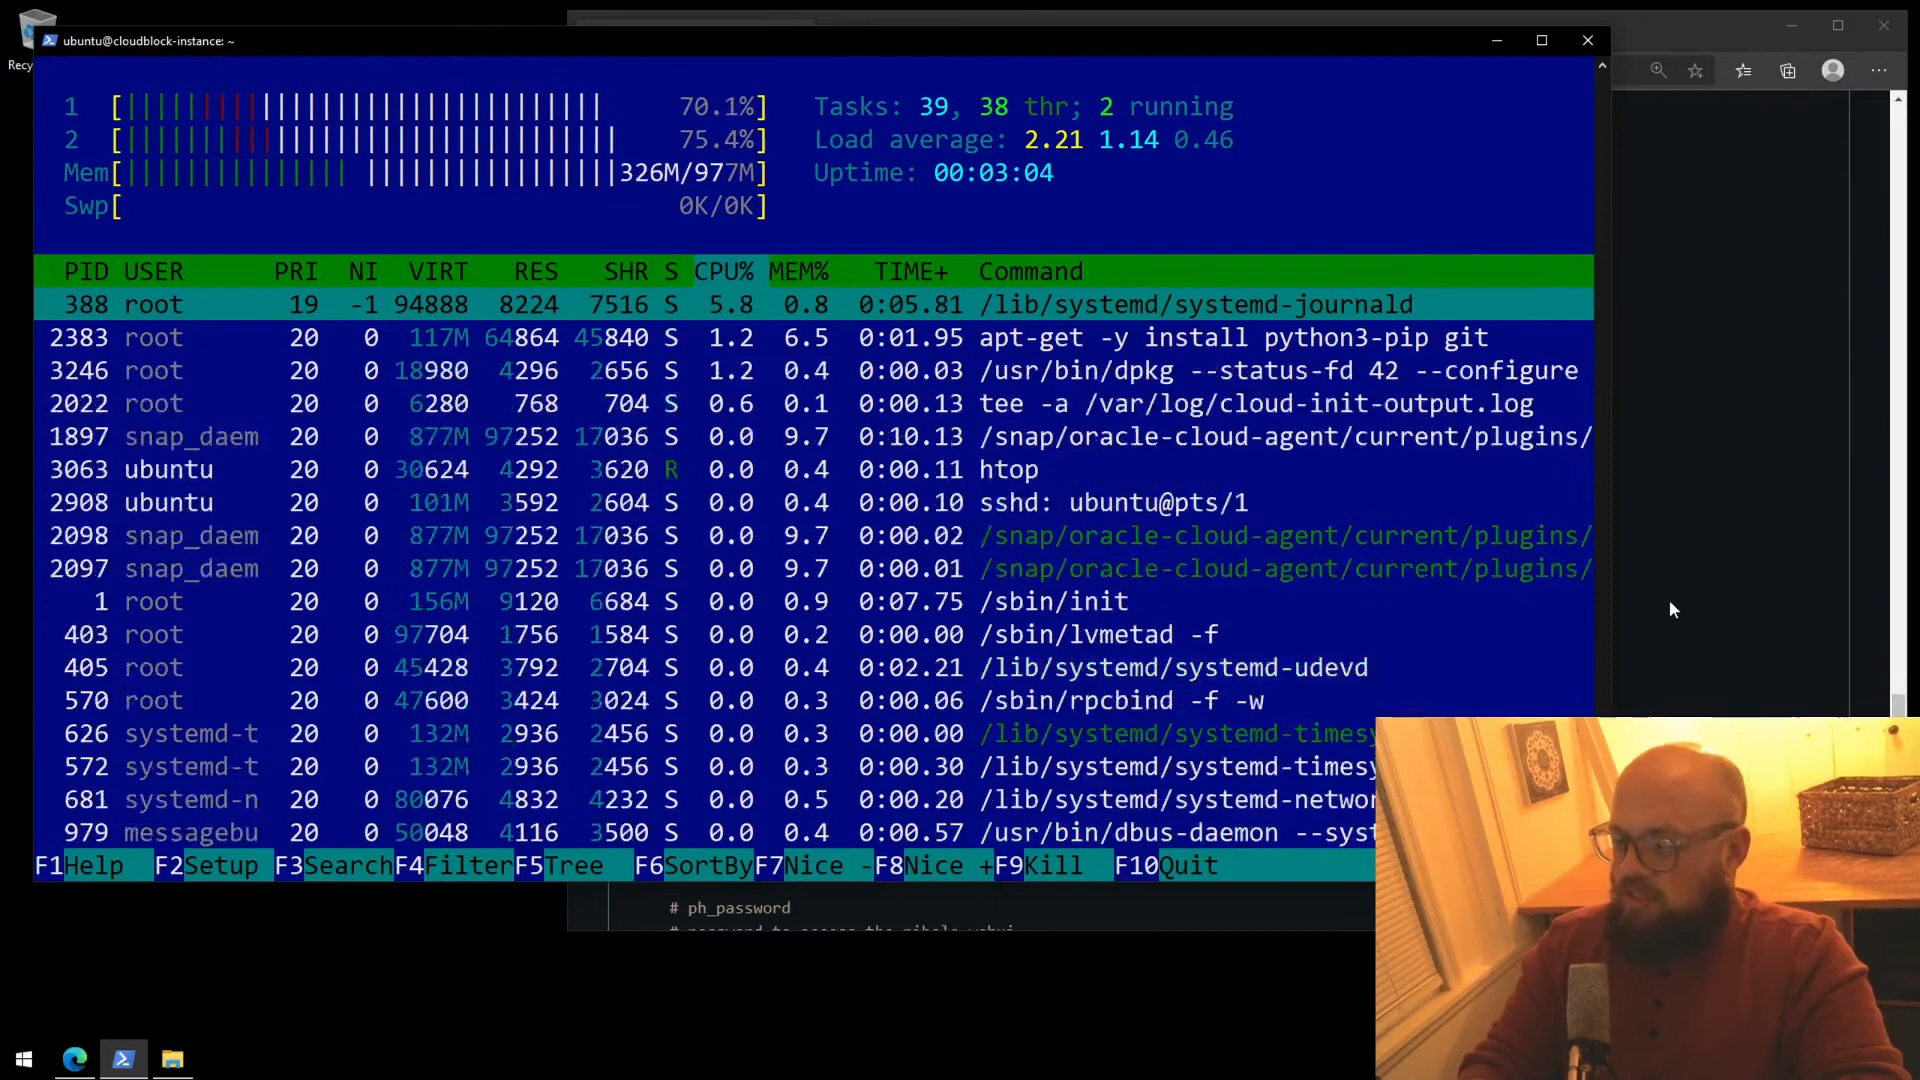 Recy
ubuntu@cloudblock-instance: ~
1 [ 70.1%] Tasks: 39, 38 thr; 2 running
2 [ 75.4%] Load average: 2.21 1.14 0.46
Mem[ 326M/977M] Uptime: 00:03:04
Swp[ 0K/0K]
PID USER PRI NI VIRT RES SHR S CPU% MEM% TIME+ Command
388 root 19 -1 94888 8224 7516 S 5.8 0.8 0:05.81 /lib/systemd/systemd-journald
2383 root 20 0 117M 64864 45840 S 1.2 6.5 0:01.95 apt-get -y install python3-pip git
3246 root 20 0 18980 4296 2656 S 1.2 0.4 0:00.03 /usr/bin/dpkg --status-fd 42 --configure
2022 root 20 0 6280 768 704 S 0.6 0.1 0:00.13 tee -a /var/log/cloud-init-output.log
1897 snap_daem 20 0 877M 97252 17036 S 0.0 9.7 0:10.13 /snap/oracle-cloud-agent/current/plugins/
3063 ubuntu 20 0 30624 4292 3620 R 0.0 0.4 0:00.11 htop
2908 ubuntu 20 0 101M 3592 2604 S 0.0 0.4 0:00.10 sshd: ubuntu@pts/1
2098 snap_daem 20 0 877M 97252 17036 S 0.0 9.7 0:00.02 /snap/oracle-cloud-agent/current/plugins/
2097 snap_daem 20 0 877M 97252 17036 S 0.0 9.7 0:00.01 /snap/oracle-cloud-agent/current/plugins/
1 root 20 0 156M 9120 6684 S 0.0 0.9 0:07.75 /sbin/init
403 root 20 0 97704 1756 1584 S 0.0 0.2 0:00.00 /sbin/lvmetad -f
405 root 20 0 45428 3792 2704 S 0.0 0.4 0:02.21 /lib/systemd/systemd-udevd
570 root 20 0 47600 3424 3024 S 0.0 0.3 0:00.06 /sbin/rpcbind -f -w
626 systemd-t 20 0 132M 2936 2456 S 0.0 0.3 0:00.00 /lib/systemd/systemd-timesy
572 systemd-t 20 0 132M 2936 2456 S 0.0 0.3 0:00.30 /lib/systemd/systemd-timesy
681 systemd-n 20 0 80076 4832 4232 S 0.0 0.5 0:00.20 /lib/systemd/systemd-networ
979 messagebu 20 0 50048 4116 3500 S 0.0 0.4 0:00.57 /usr/bin/dbus-daemon --syst
F1Help F2Setup F3SearchF4FilterF5Tree F6SortByF7Nice -F8Nice +F9Kill F10Quit
# ph_password